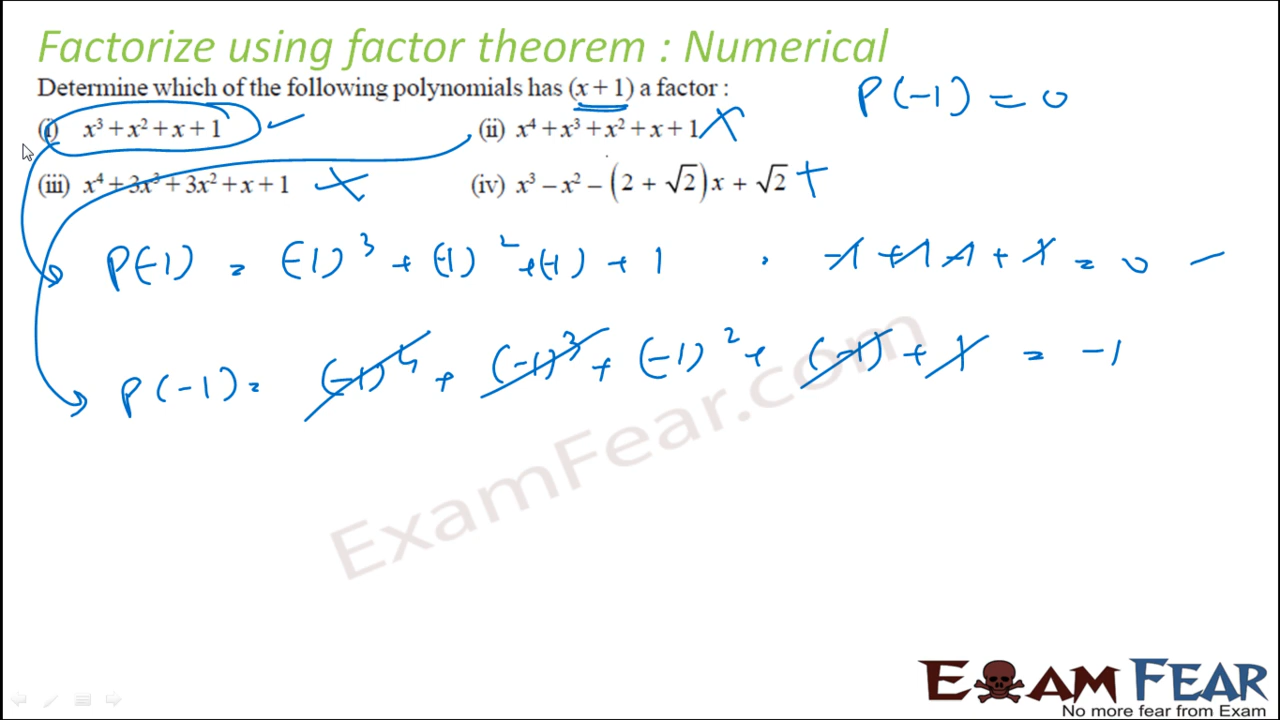 Factorize using factor theorem : Numerical
Determine which of the following polynomials has (x + 1) a factor :
P(-1) = 0
(i) x³ + x² + x + 1
(ii) x⁴ + x³ + x² + x + 1
(iii) x⁴ + 3x³ + 3x² + x + 1
(iv) x³ – x² – (2 + √2)x + √2
P(-1) = (-1)³ + (-1)² + (-1) + 1 . -1 +1 -1 + 1 = 0
P(-1) = (-1)⁴ + (-1)³ + (-1)² + (-1) + 1 = -1
ExamFear.com
EXAM FEAR
No more fear from Exam